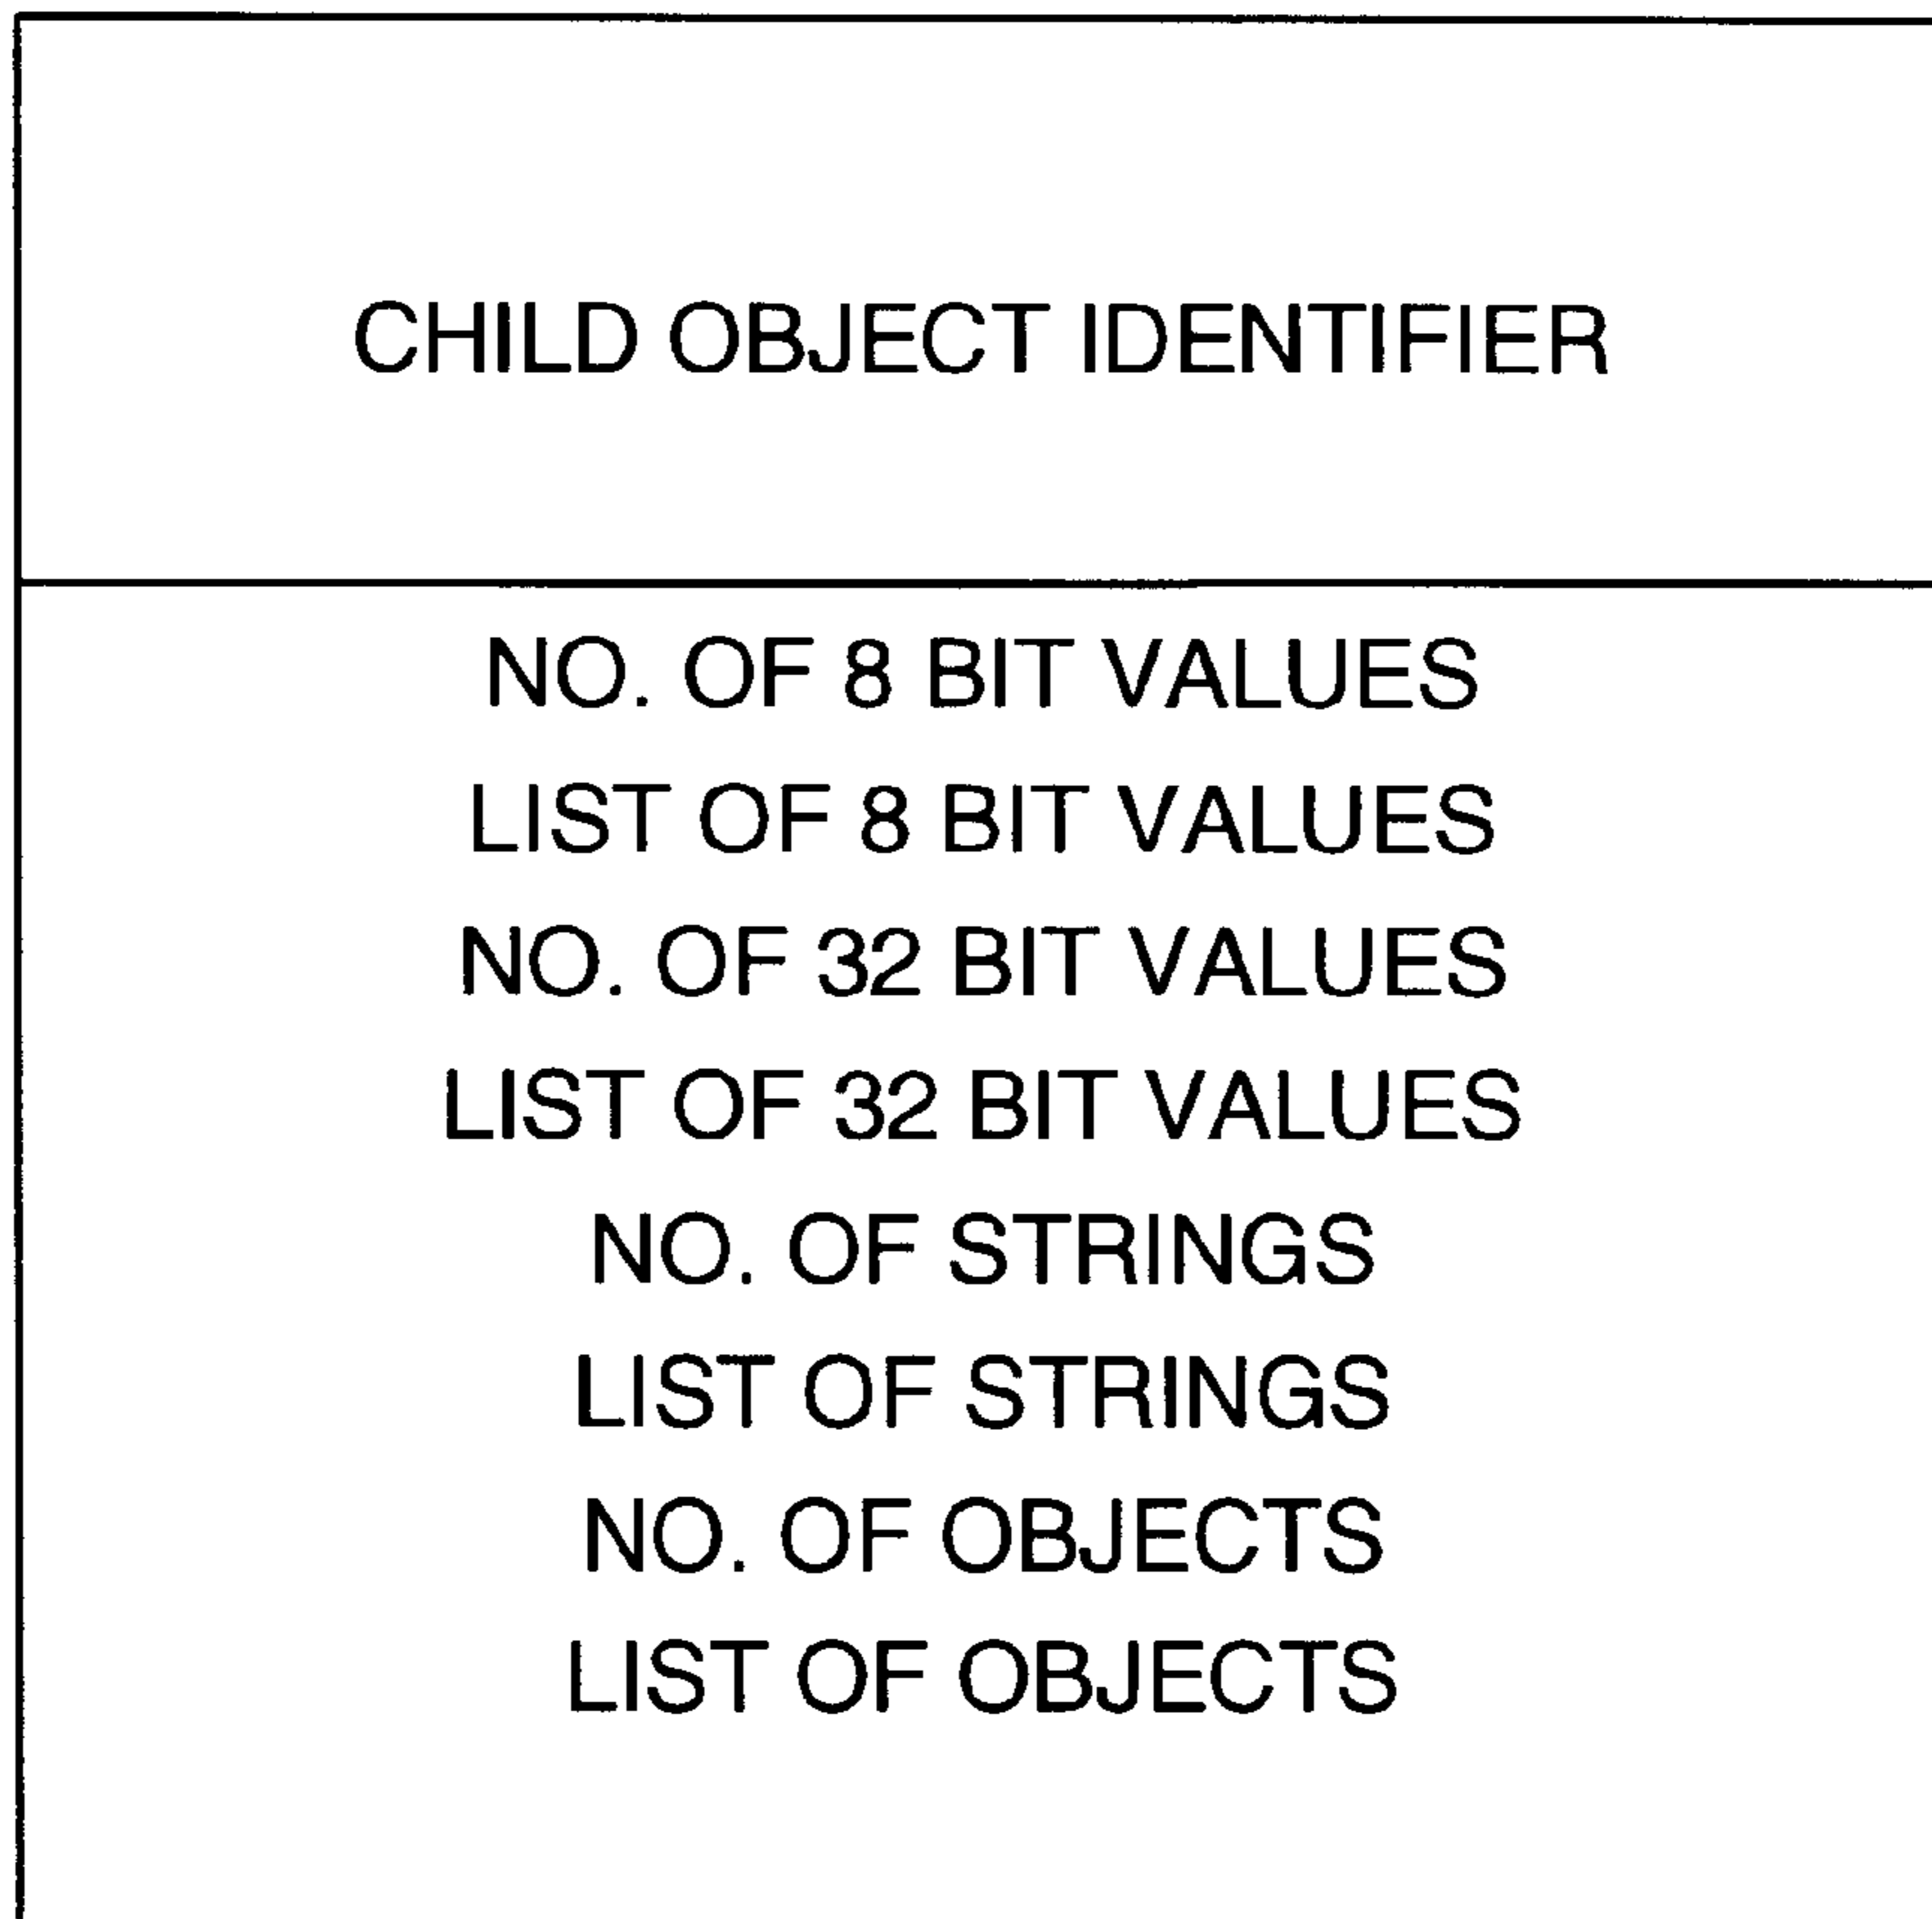 CHILD OBJECT IDENTIFIER
NO. OF 8 BIT VALUES
LIST OF 8 BIT VALUES
NO. OF 32 BIT VALUES
LIST OF 32 BIT VALUES
NO. OF STRINGS
LIST OF STRINGS
NO. OF OBJECTS
LIST OF OBJECTS